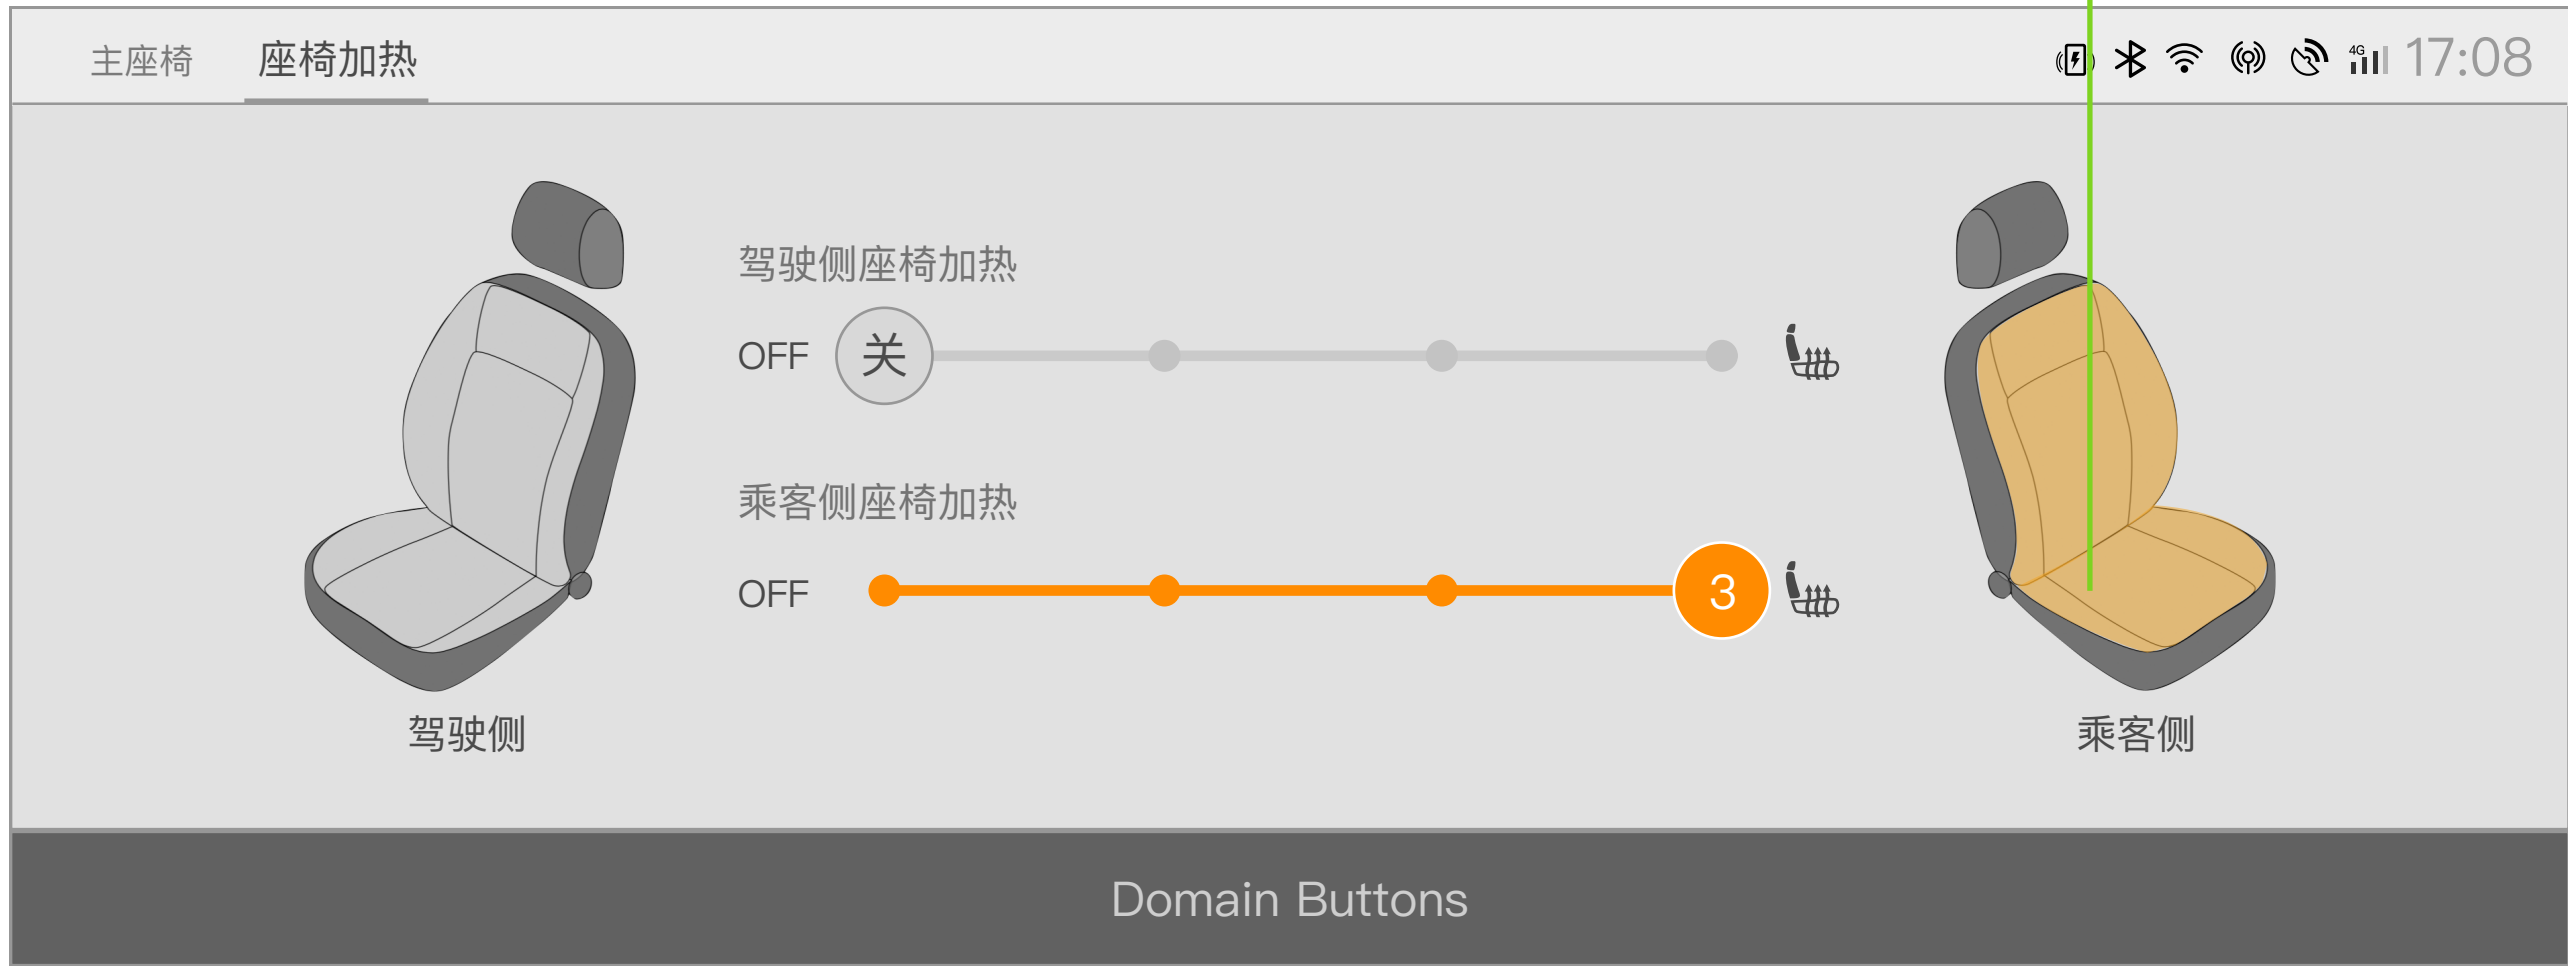 主座椅 座椅加热 4G 17:08
驾驶侧座椅加热
OFF 关
乘客侧座椅加热
OFF 3
驾驶侧 乘客侧
Domain Buttons